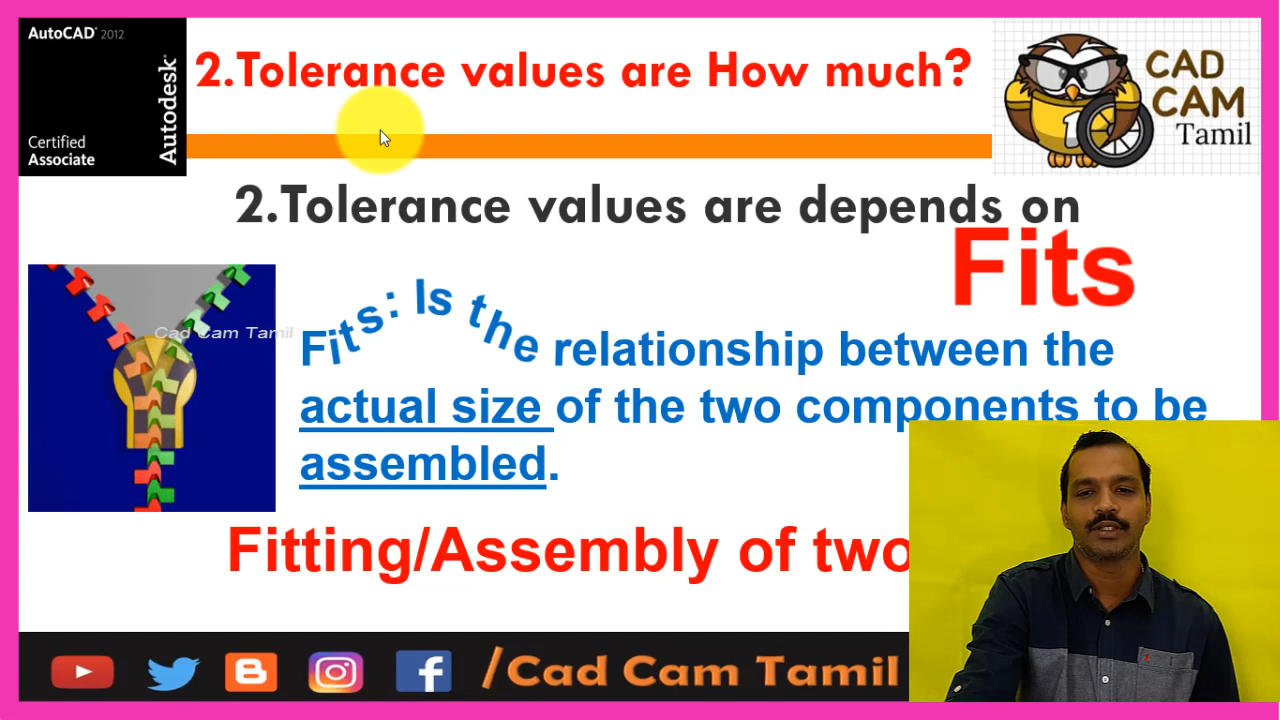 AutoCAD® 2012
Autodesk®
Certified
Associate
2.Tolerance values are How much?
CAD
CAM
Tamil
1
2.Tolerance values are depends on
Fits
Cad Cam Tamil
Fits: Is the relationship between the
actual size of the two components to be
assembled.
Fitting/Assembly of two
/Cad Cam Tamil